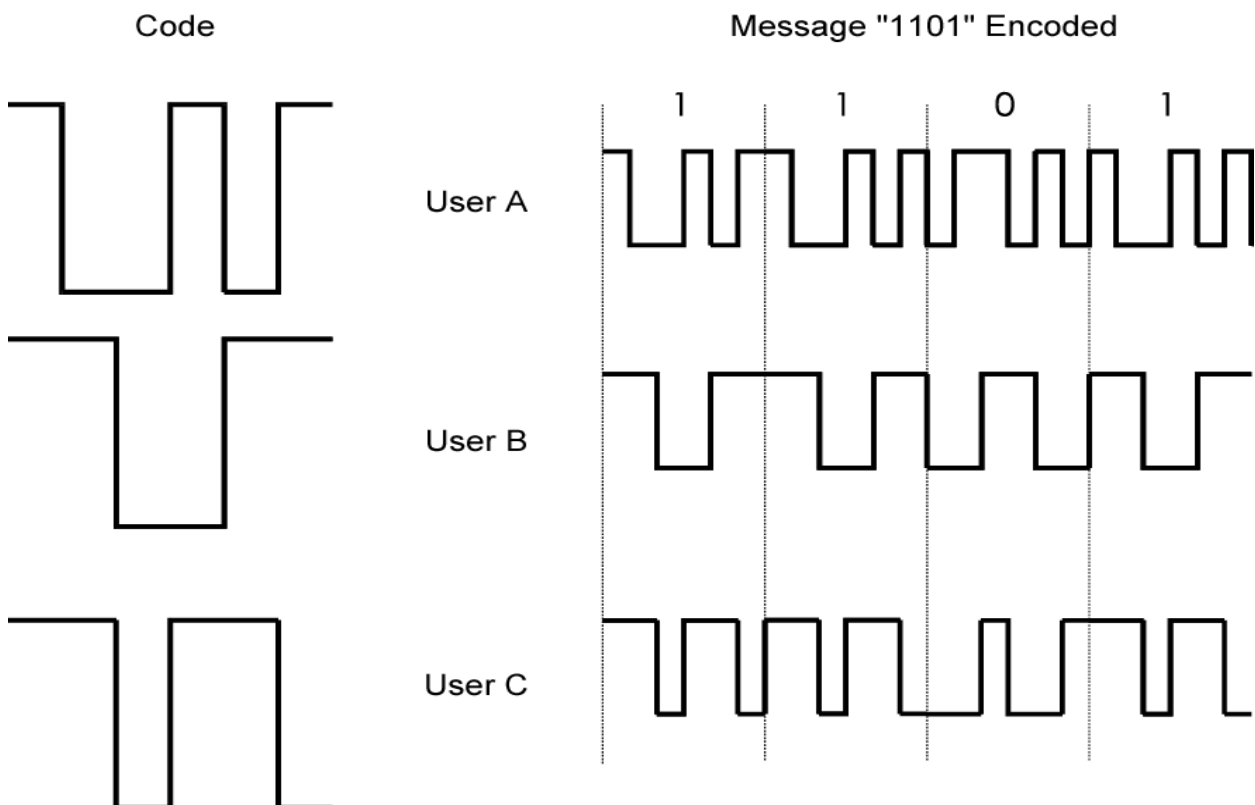 Code
Message "1101" Encoded
1 1 0 1
User A
User B
User C